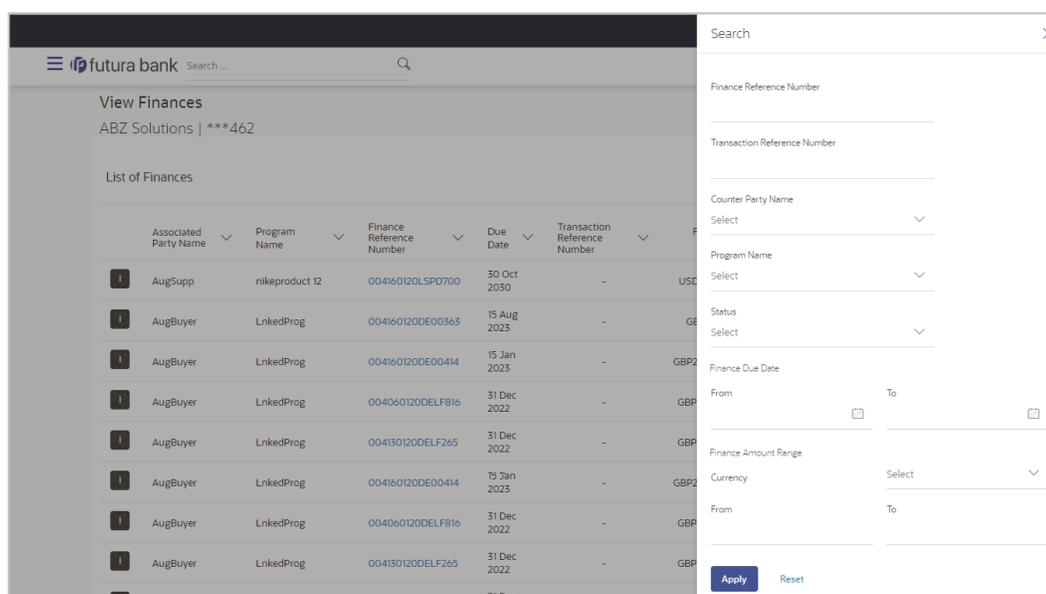 Search
futura bank Search ...
View Finances
ABZ Solutions | ***462
List of Finances
Associated Party Name
Program Name
Finance Reference Number
Due Date
Transaction Reference Number
I AugSupp nikeproduct 12 004160120LSPD700 30 Oct 2030 - USD
I AugBuyer LnkedProg 004160120DE00363 15 Aug 2023 -
I AugBuyer LnkedProg 004160120DE00414 15 Jan 2023 - GBP2
I AugBuyer LnkedProg 004060120DELF816 31 Dec 2022 - GBP
I AugBuyer LnkedProg 004130120DELF265 31 Dec 2022 - GBP
I AugBuyer LnkedProg 004160120DE00414 15 Jan 2023 - GBP2
I AugBuyer LnkedProg 004060120DELF816 31 Dec 2022 - GBP
I AugBuyer LnkedProg 004130120DELF265 31 Dec 2022 - GBP
Finance Reference Number
Transaction Reference Number
Counter Party Name
Select
Program Name
Select
Status
Select
Finance Due Date
From To
Finance Amount Range
Currency Select
From To
Apply Reset